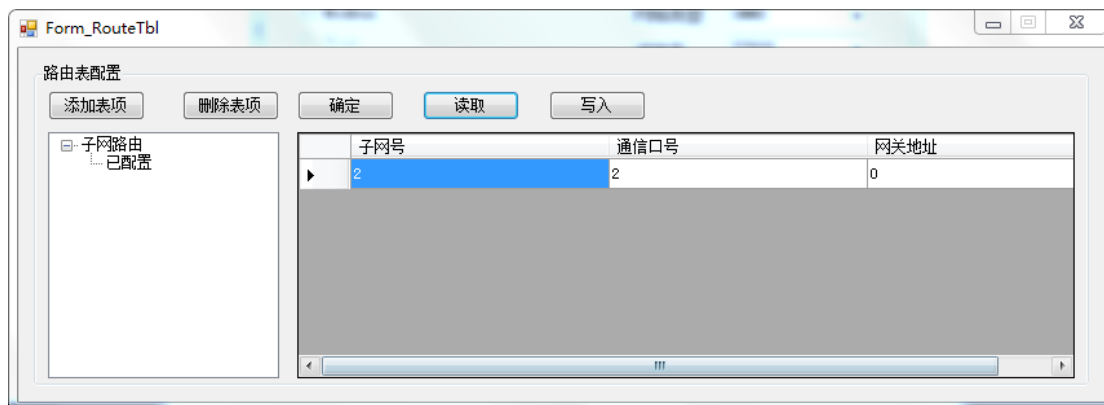 Form_RouteTbl
路由表配置
添加表项 删除表项 确定 读取 写入
子网路由
已配置
子网号 通信口号 网关地址
2 2 0